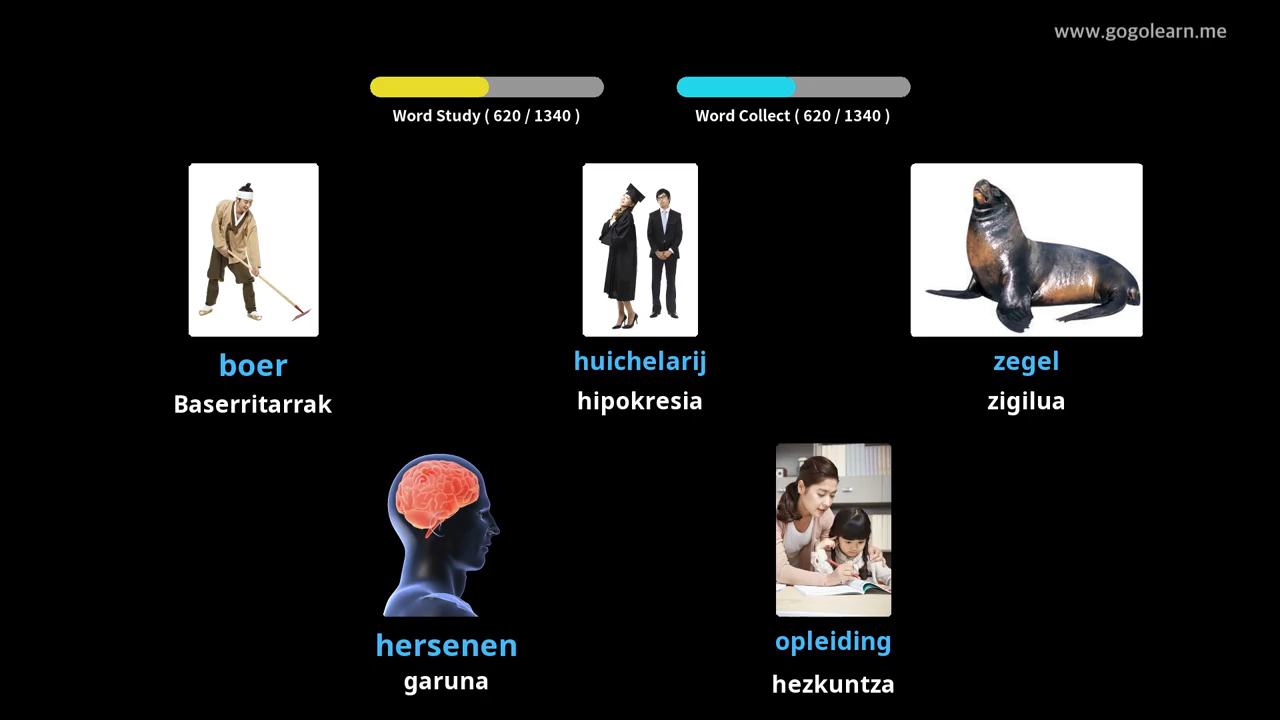 www.gogolearn.me
Word Study ( 620 / 1340 )
Word Collect ( 620 / 1340 )
boer
Baserritarrak
huichelarij
hipokresia
zegel
zigilua
hersenen
garuna
opleiding
hezkuntza